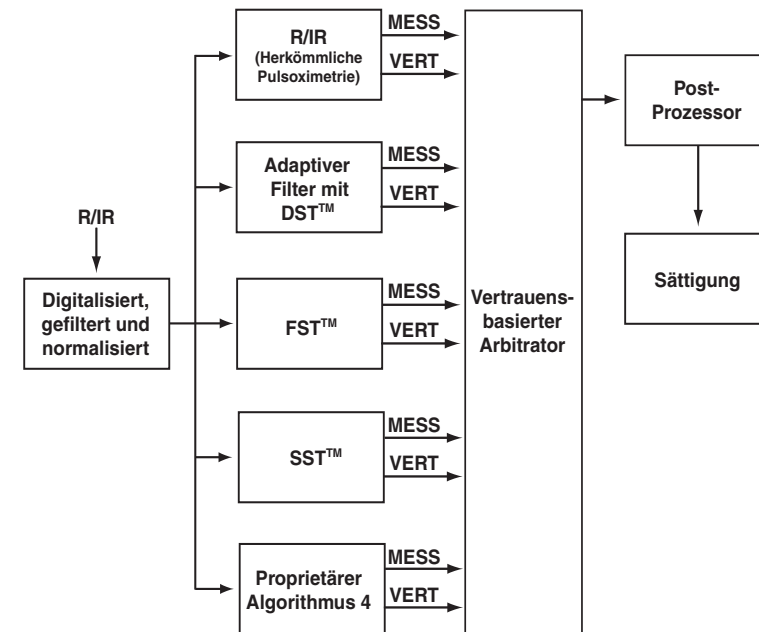 R/IR
Digitalisiert,
gefiltert und
normalisiert
R/IR
(Herkömmliche
Pulsoximetrie)
MESS
VERT
Adaptiver
Filter mit
DST™
MESS
VERT
FST™
MESS
VERT
SST™
MESS
VERT
Proprietärer
Algorithmus 4
MESS
VERT
Vertrauens-
basierter
Arbitrator
Post-
Prozessor
Sättigung